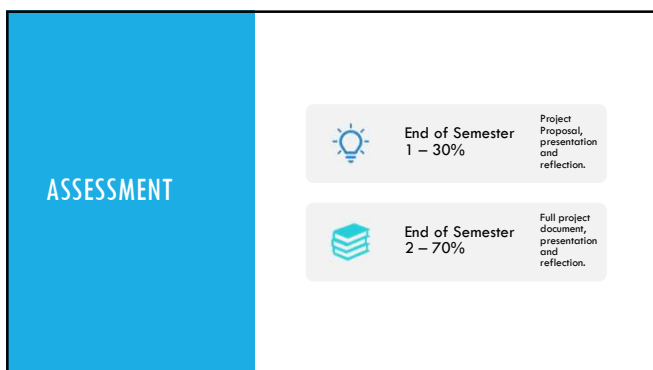 ASSESSMENT
End of Semester
1 – 30%
Project
Proposal,
presentation
and
reflection.
End of Semester
2 – 70%
Full project
document,
presentation
and
reflection.